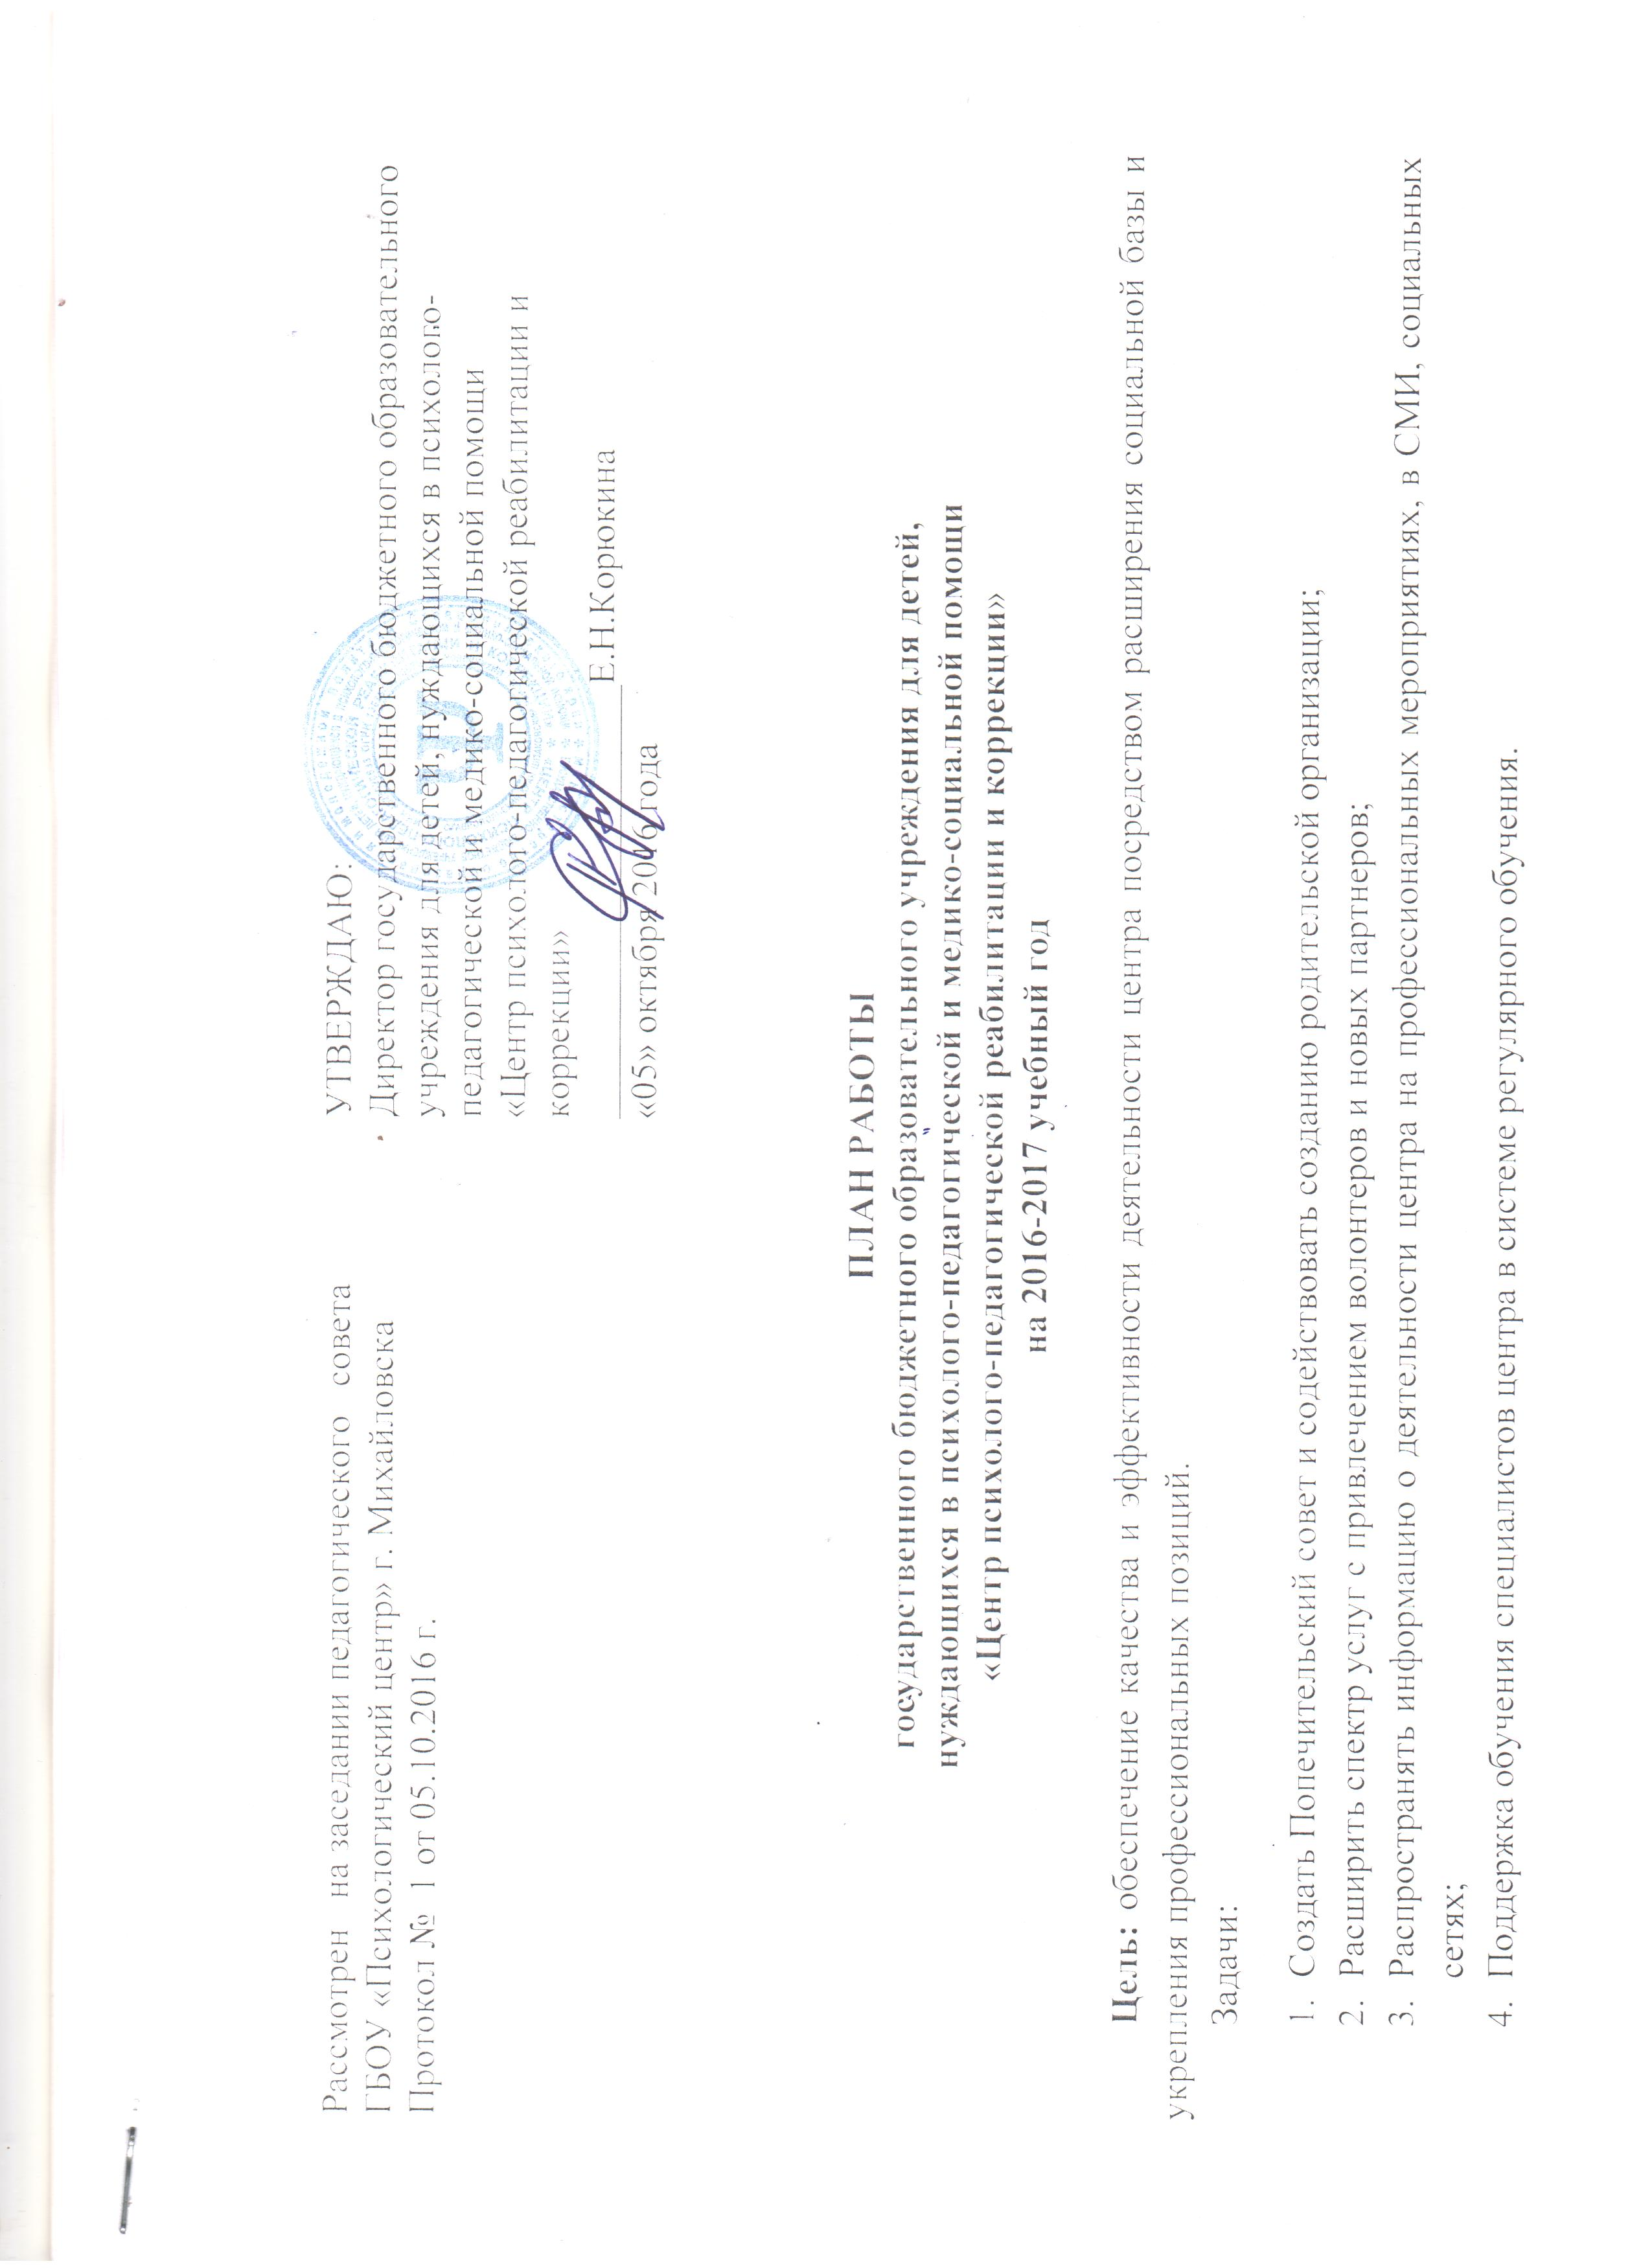 Рассмотрен на заседании педагогического совета
ГБОУ «Психологический центр» г. Михайловска
Протокол № 1 от 05.10.2016 г.
УТВЕРЖДАЮ:
Директор государственного бюджетного образовательного
учреждения для детей, нуждающихся в психолого-
педагогической и медико-социальной помощи
«Центр психолого-педагогической реабилитации и
коррекции»
Е.Н.Корюкина
«05» октября 2016 года
ПЛАН РАБОТЫ
государственного бюджетного образовательного учреждения для детей,
нуждающихся в психолого-педагогической и медико-социальной помощи
«Центр психолого-педагогической реабилитации и коррекции»
на 2016-2017 учебный год
Цель: обеспечение качества и эффективности деятельности центра посредством расширения социальной базы и
укрепления профессиональных позиций.
Задачи:
1. Создать Попечительский совет и содействовать созданию родительской организации;
2. Расширить спектр услуг с привлечением волонтеров и новых партнеров;
3. Распространять информацию о деятельности центра на профессиональных мероприятиях, в СМИ, социальных
сетях;
4. Поддержка обучения специалистов центра в системе регулярного обучения.